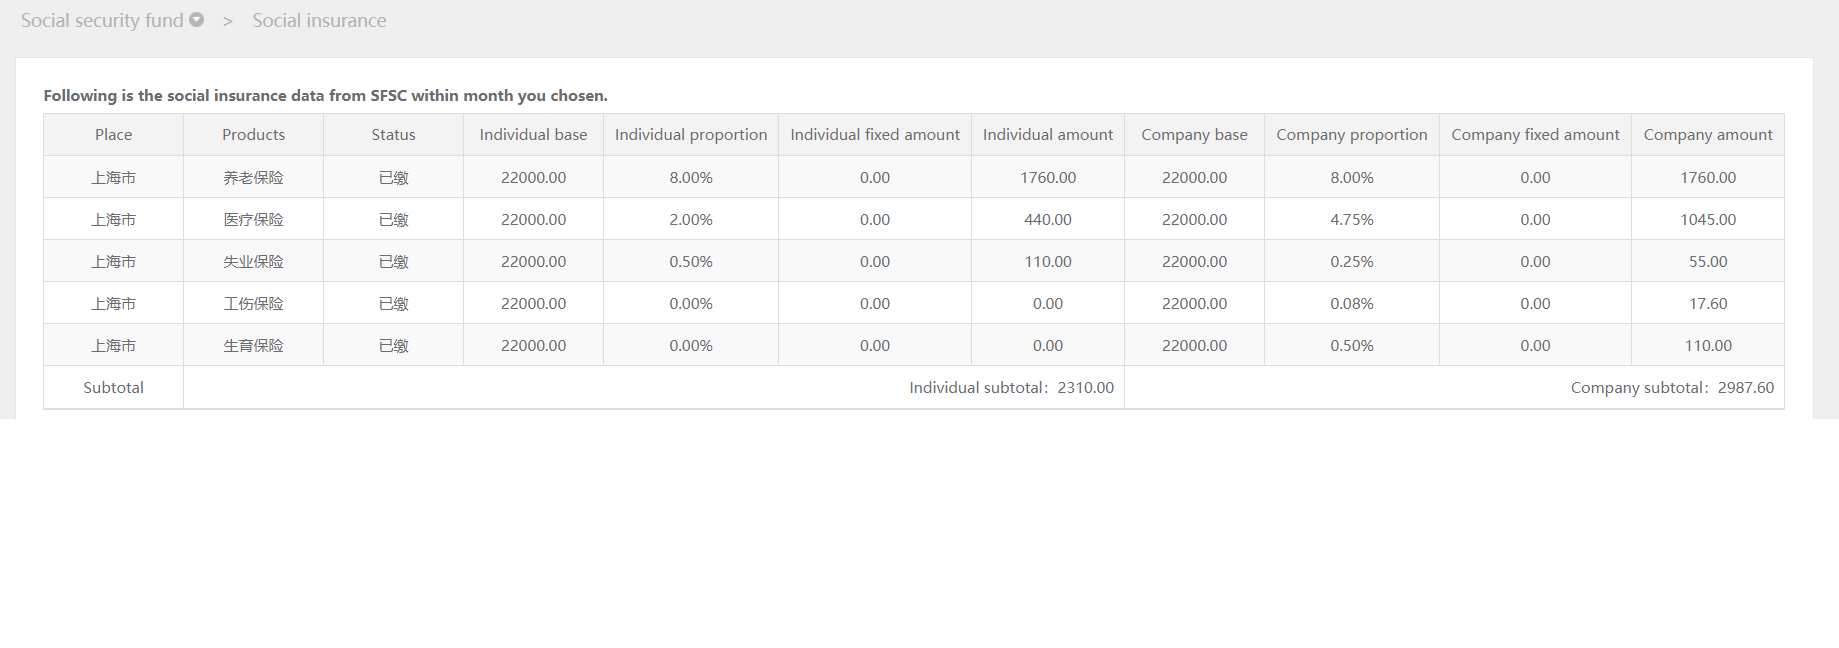 Social security fund > Social insurance
Following is the social insurance data from SFSC within month you chosen.
Place Products Status Individual base Individual proportion Individual fixed amount Individual amount Company base Company proportion Company fixed amount Company amount
上海市 养老保险 已缴 22000.00 8.00% 0.00 1760.00 22000.00 8.00% 0.00 1760.00
上海市 医疗保险 已缴 22000.00 2.00% 0.00 440.00 22000.00 4.75% 0.00 1045.00
上海市 失业保险 已缴 22000.00 0.50% 0.00 110.00 22000.00 0.25% 0.00 55.00
上海市 工伤保险 已缴 22000.00 0.00% 0.00 0.00 22000.00 0.08% 0.00 17.60
上海市 生育保险 已缴 22000.00 0.00% 0.00 0.00 22000.00 0.50% 0.00 110.00
Subtotal Individual subtotal：2310.00 Company subtotal：2987.60